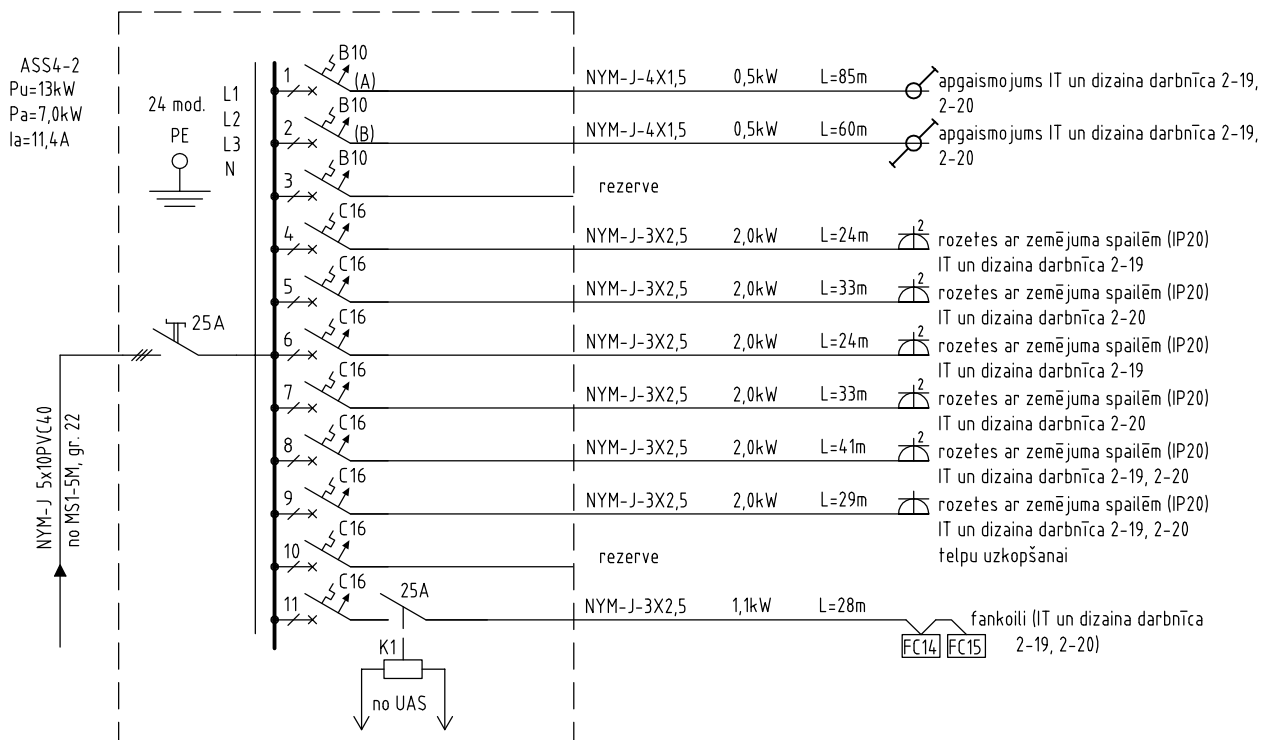 ASS4-2
Pu=13kW
Pa=7,0kW
Ia=11,4A
24 mod.
PE
L1
L2
L3
N
25A
NYM-J 5x10PVC40
no MS1-5M, gr. 22
1 B10 (A) NYM-J-4X1,5 0,5kW L=85m apgaismojums IT un dizaina darbnīca 2-19,
2-20
2 B10 (B) NYM-J-4X1,5 0,5kW L=60m apgaismojums IT un dizaina darbnīca 2-19,
2-20
3 B10 rezerve
4 C16 NYM-J-3X2,5 2,0kW L=24m 2 rozetes ar zemējuma spailēm (IP20)
IT un dizaina darbnīca 2-19
5 C16 NYM-J-3X2,5 2,0kW L=33m 2 rozetes ar zemējuma spailēm (IP20)
IT un dizaina darbnīca 2-20
6 C16 NYM-J-3X2,5 2,0kW L=24m 2 rozetes ar zemējuma spailēm (IP20)
IT un dizaina darbnīca 2-19
7 C16 NYM-J-3X2,5 2,0kW L=33m 2 rozetes ar zemējuma spailēm (IP20)
IT un dizaina darbnīca 2-20
8 C16 NYM-J-3X2,5 2,0kW L=41m 2 rozetes ar zemējuma spailēm (IP20)
IT un dizaina darbnīca 2-19, 2-20
9 C16 NYM-J-3X2,5 2,0kW L=29m rozetes ar zemējuma spailēm (IP20)
IT un dizaina darbnīca 2-19, 2-20
telpu uzkopšanai
10 C16 rezerve
11 C16 25A NYM-J-3X2,5 1,1kW L=28m fankoili (IT un dizaina darbnīca
2-19, 2-20)
FC14 FC15
K1
no UAS